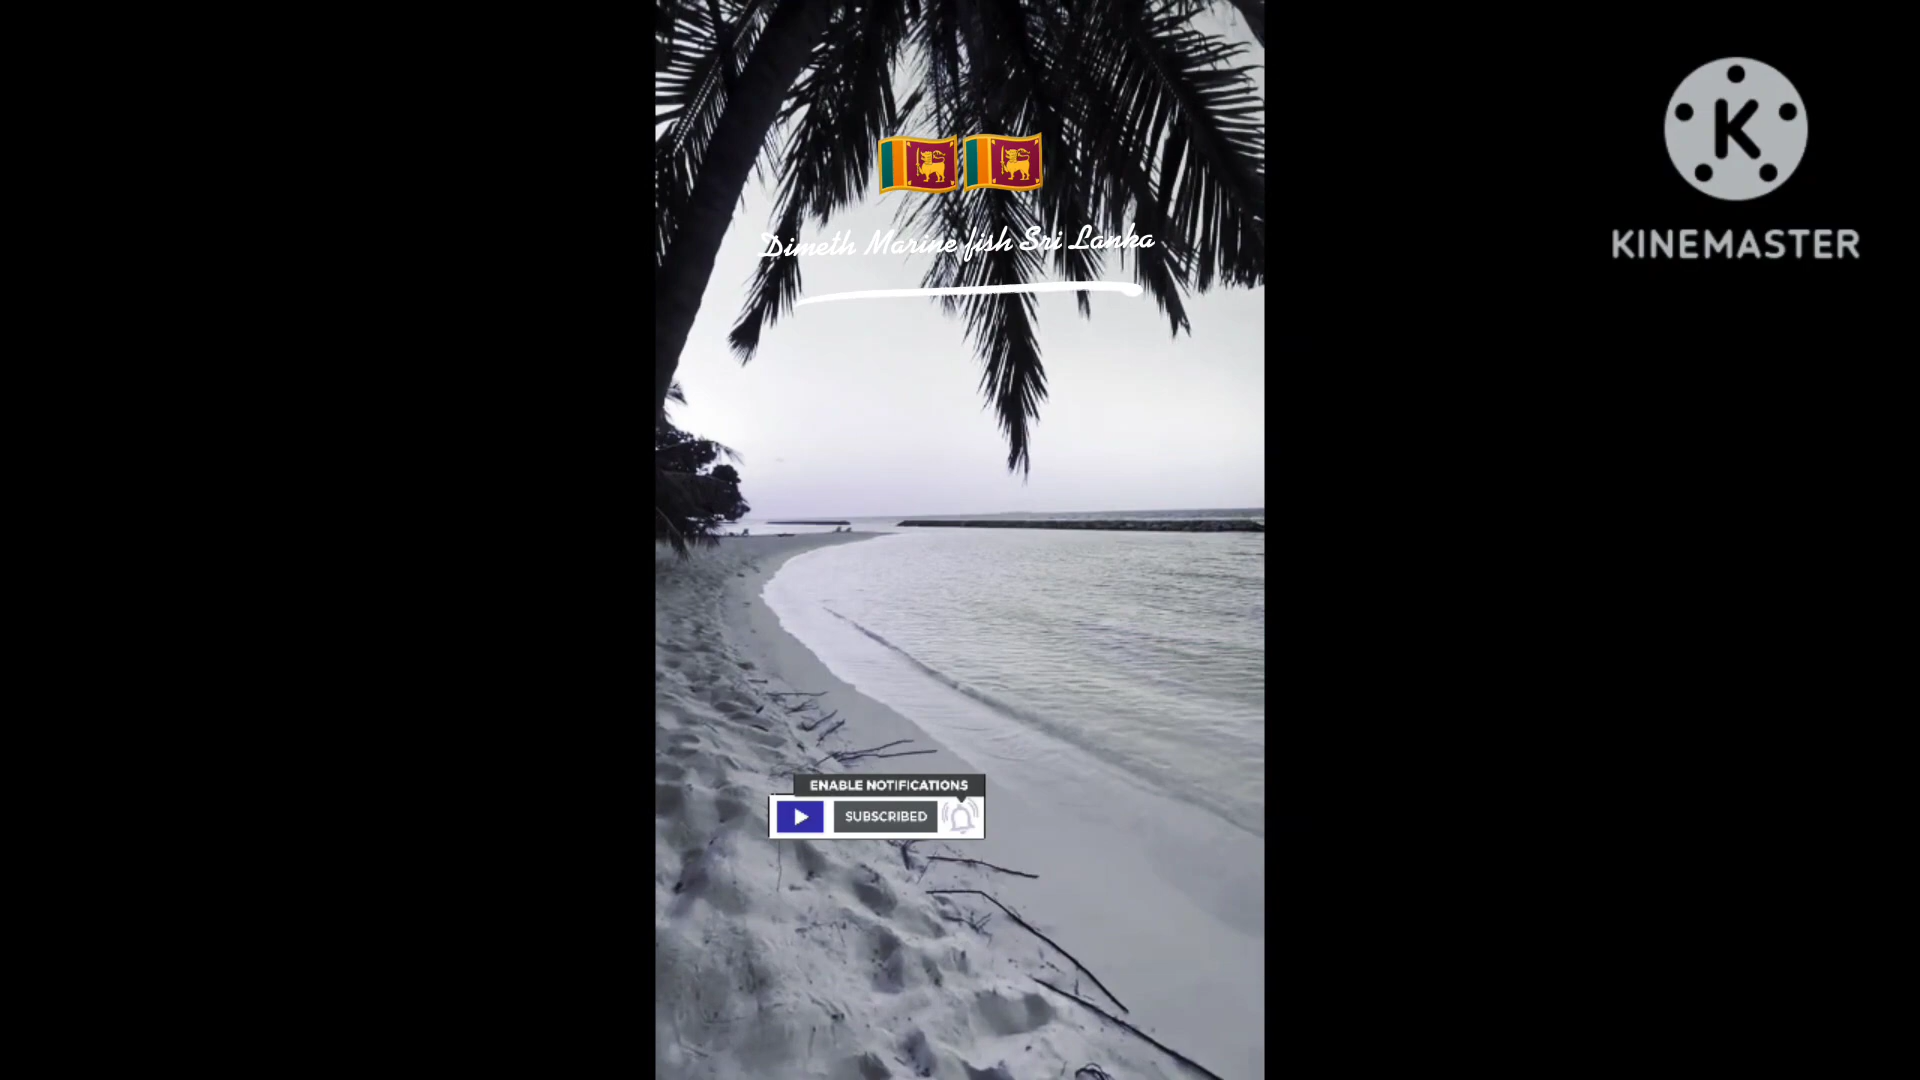 Dimeth Marine fish Sri Lanka
K
KINEMASTER
ENABLE NOTIFICATIONS
SUBSCRIBED